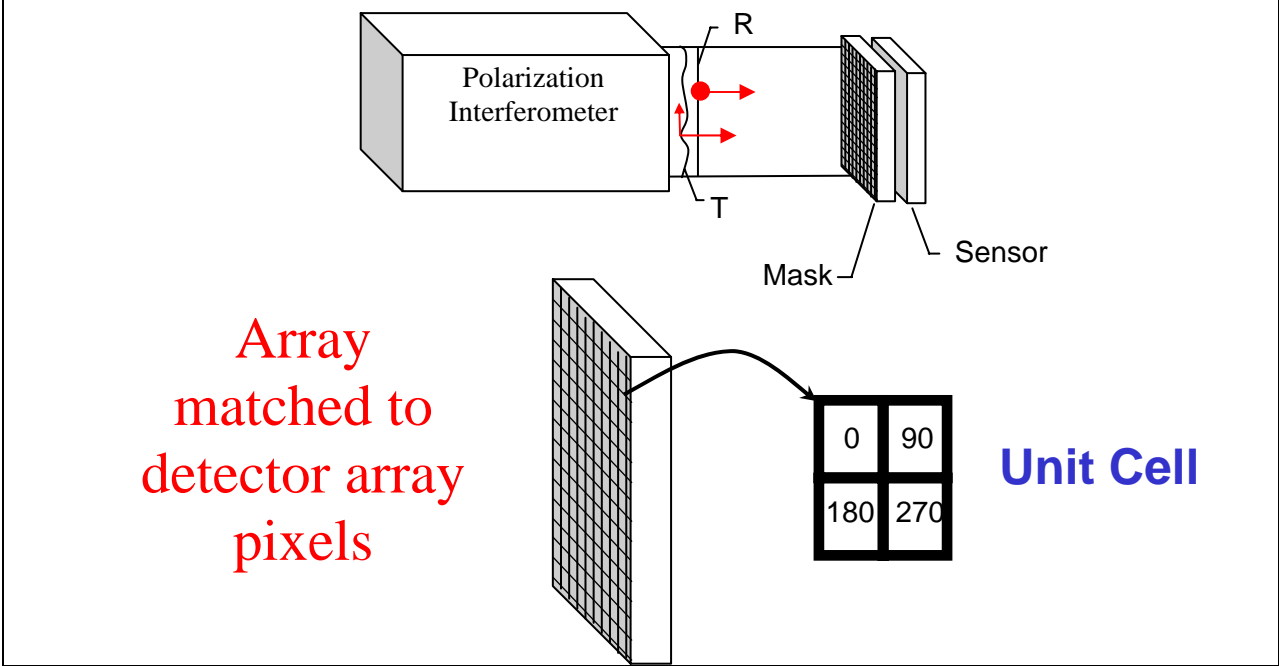 R
Polarization
Interferometer
T
Sensor
Mask
Array
matched to
detector array
pixels
0 90
180 270
Unit Cell